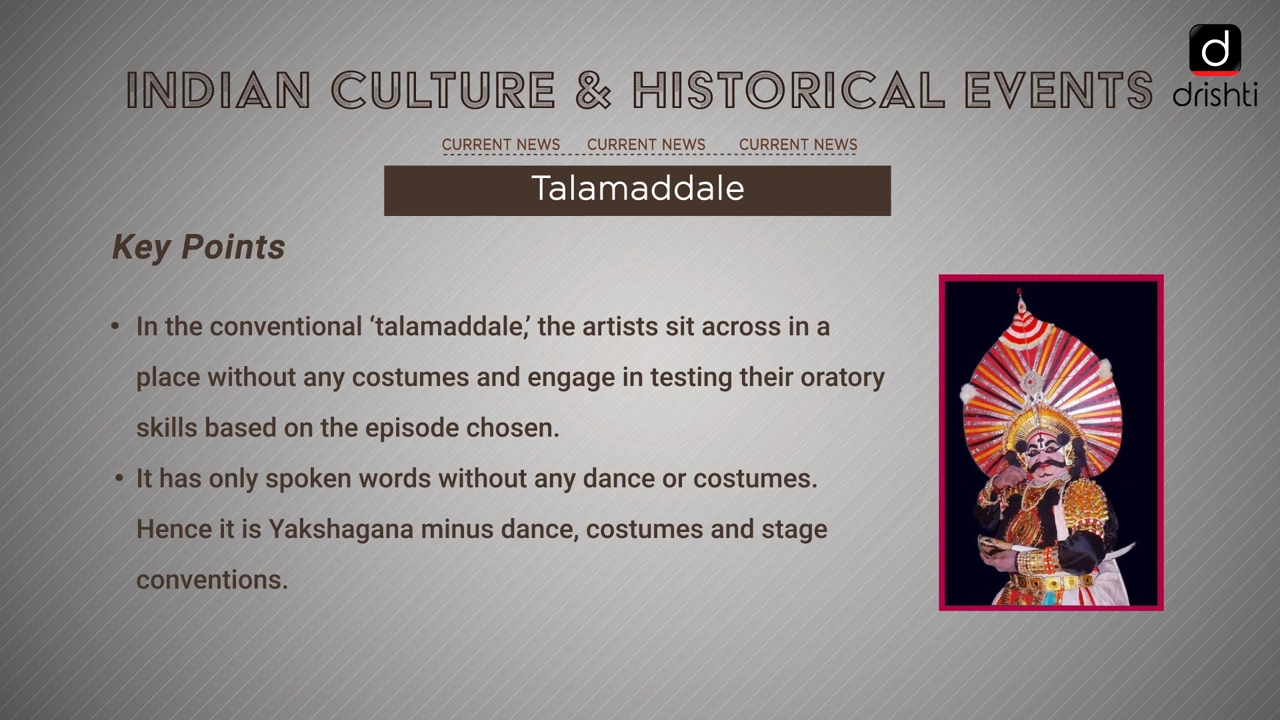 d
drishti
INDIAN CULTURE & HISTORICAL EVENTS
CURRENT NEWS CURRENT NEWS CURRENT NEWS
Talamaddale
Key Points
• In the conventional ‘talamaddale,’ the artists sit across in a
place without any costumes and engage in testing their oratory
skills based on the episode chosen.
• It has only spoken words without any dance or costumes.
Hence it is Yakshagana minus dance, costumes and stage
conventions.